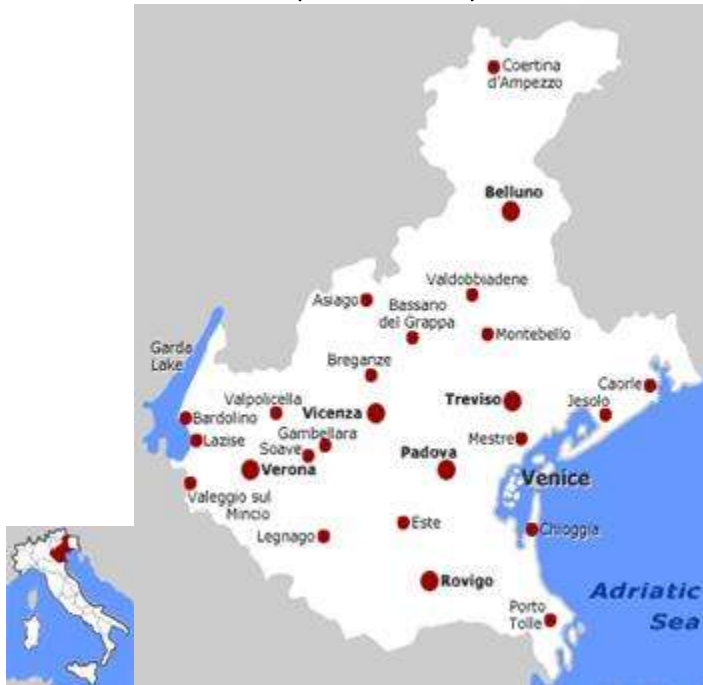 Coertina
d'Ampezzo
Belluno
Valdobbiadene
Asiago
Bassano
del Grappa
Montebello
Garda
Lake
Breganze
Caorle
Valpolicella
Vicenza
Treviso
Jesolo
Bardolino
Gambellara
Mestre
Lazise
Soave
Padova
Verona
Venice
Valeggio sul
Mincio
Este
Legnago
Chioggia
Rovigo
Adriatic
Sea
Porto
Tolle